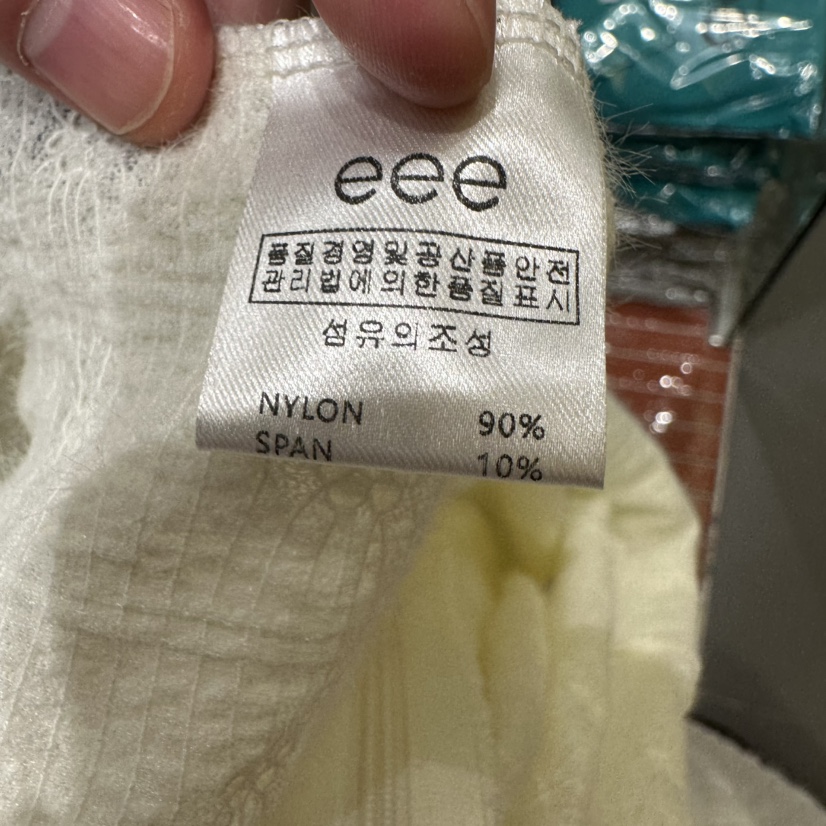 eee
품질경영및공산품안전
관리법에의한품질표시
섬유의조성
NYLON 90%
SPAN 10%